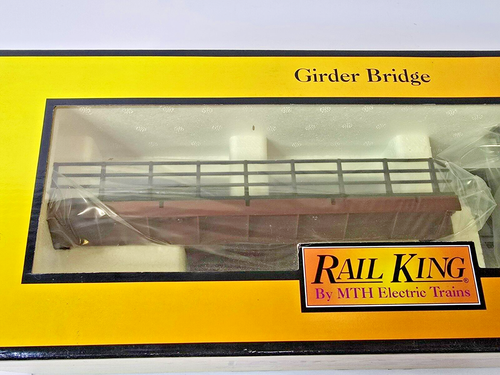 Girder Bridge
RAIL KING®
By MTH Electric Trains